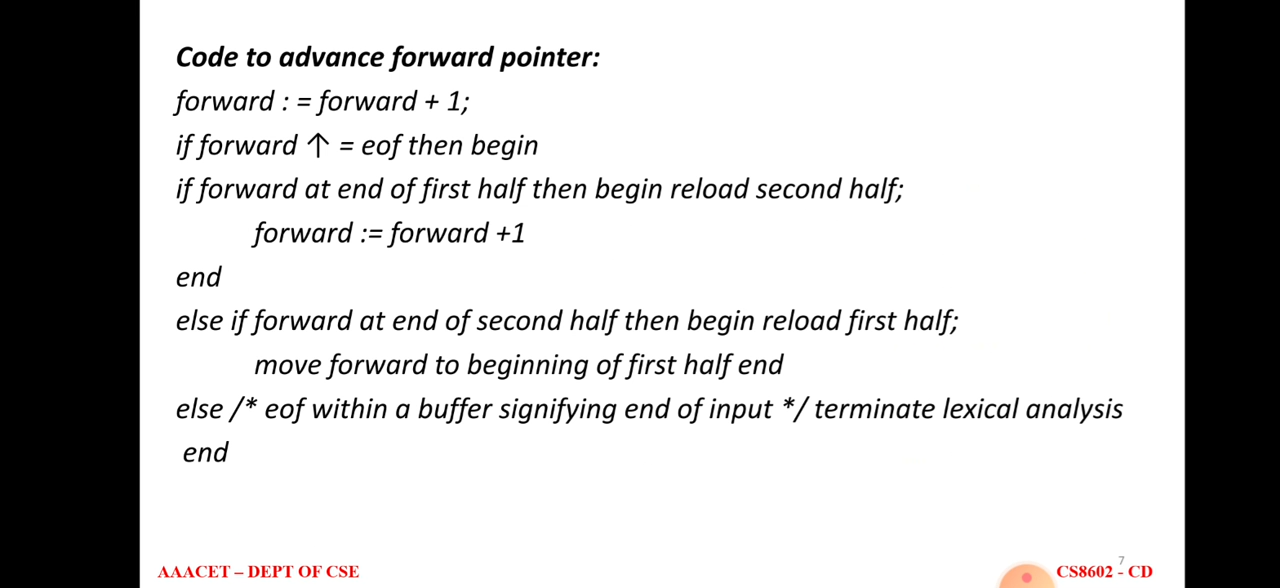 Code to advance forward pointer:
forward : = forward + 1;
if forward ↑ = eof then begin
if forward at end of first half then begin reload second half;
forward := forward +1
end
else if forward at end of second half then begin reload first half;
move forward to beginning of first half end
else /* eof within a buffer signifying end of input */ terminate lexical analysis
end
7
AAACET – DEPT OF CSE
CS8602 - CD